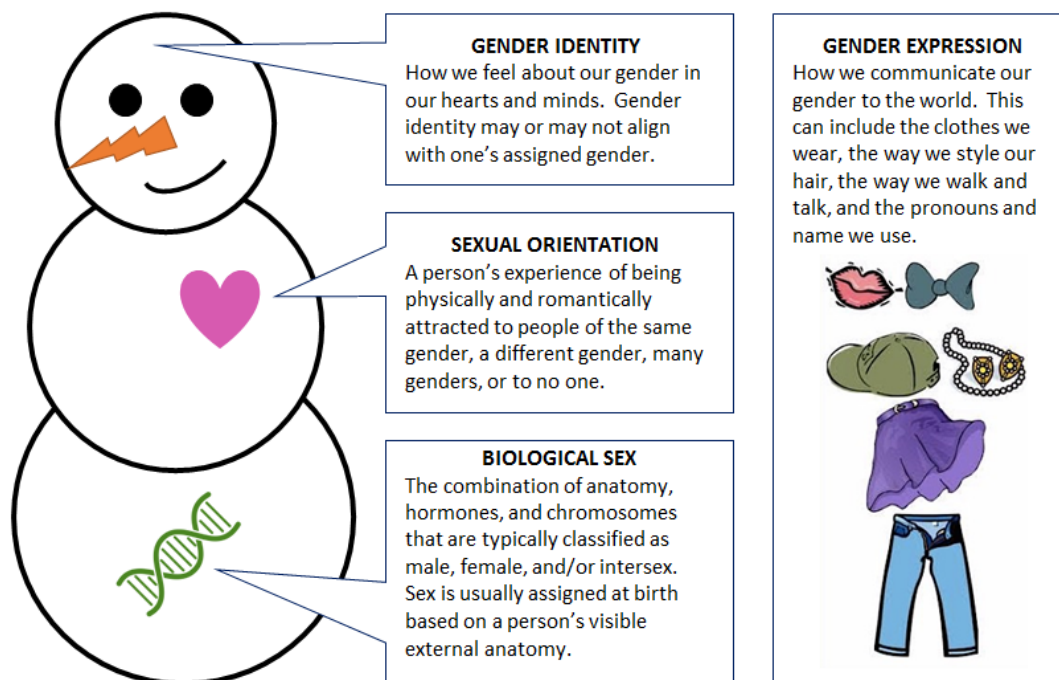 GENDER IDENTITY
How we feel about our gender in
our hearts and minds.  Gender
identity may or may not align
with one’s assigned gender.
SEXUAL ORIENTATION
A person’s experience of being
physically and romantically
attracted to people of the same
gender, a different gender, many
genders, or to no one.
BIOLOGICAL SEX
The combination of anatomy,
hormones, and chromosomes
that are typically classified as
male, female, and/or intersex.
Sex is usually assigned at birth
based on a person’s visible
external anatomy.
GENDER EXPRESSION
How we communicate our
gender to the world.  This
can include the clothes we
wear, the way we style our
hair, the way we walk and
talk, and the pronouns and
name we use.